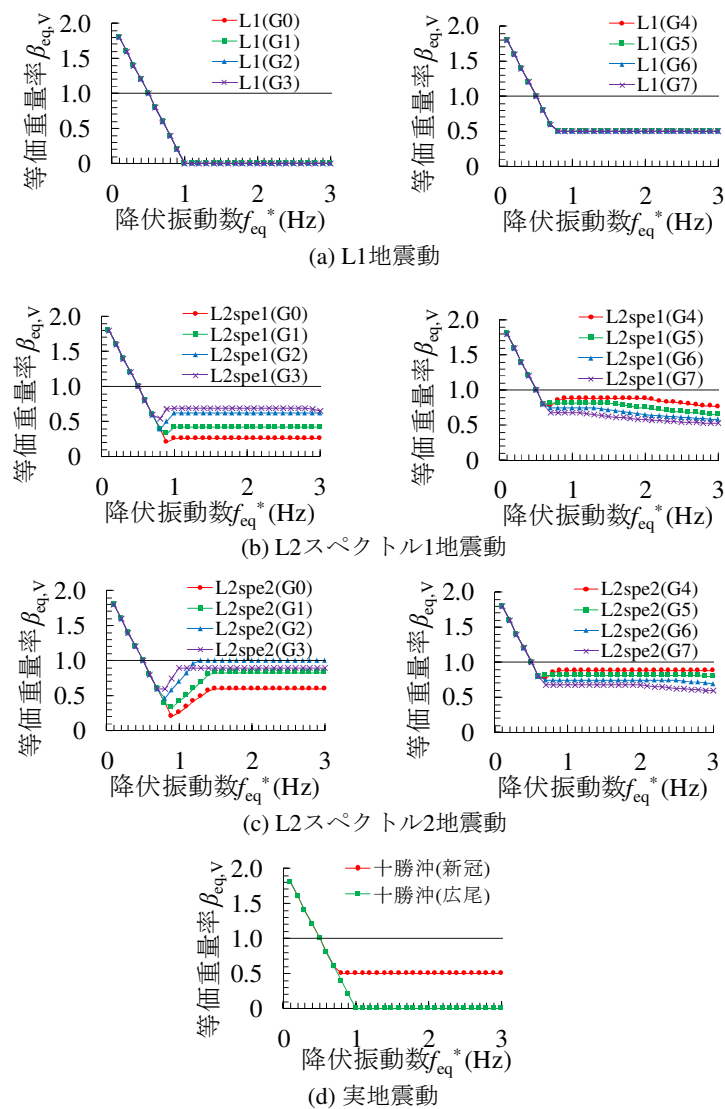 等価重量率βeq,V
2.0
1.5
1.0
0.5
0
L1(G0)
L1(G1)
L1(G2)
L1(G3)
0 1 2 3
降伏振動数feq*(Hz)
等価重量率βeq,V
2.0
1.5
1.0
0.5
0
L1(G4)
L1(G5)
L1(G6)
L1(G7)
0 1 2 3
降伏振動数feq*(Hz)
(a) L1地震動
等価重量率βeq,V
2.0
1.5
1.0
0.5
0
L2spe1(G0)
L2spe1(G1)
L2spe1(G2)
L2spe1(G3)
0 1 2 3
降伏振動数feq*(Hz)
等価重量率βeq,V
2.0
1.5
1.0
0.5
0
L2spe1(G4)
L2spe1(G5)
L2spe1(G6)
L2spe1(G7)
0 1 2 3
降伏振動数feq*(Hz)
(b) L2スペクトル1地震動
等価重量率βeq,V
2.0
1.5
1.0
0.5
0
L2spe2(G0)
L2spe2(G1)
L2spe2(G2)
L2spe2(G3)
0 1 2 3
降伏振動数feq*(Hz)
等価重量率βeq,V
2.0
1.5
1.0
0.5
0
L2spe2(G4)
L2spe2(G5)
L2spe2(G6)
L2spe2(G7)
0 1 2 3
降伏振動数feq*(Hz)
(c) L2スペクトル2地震動
等価重量率βeq,V
2.0
1.5
1.0
0.5
0
十勝沖(新冠)
十勝沖(広尾)
0 1 2 3
降伏振動数feq*(Hz)
(d) 実地震動